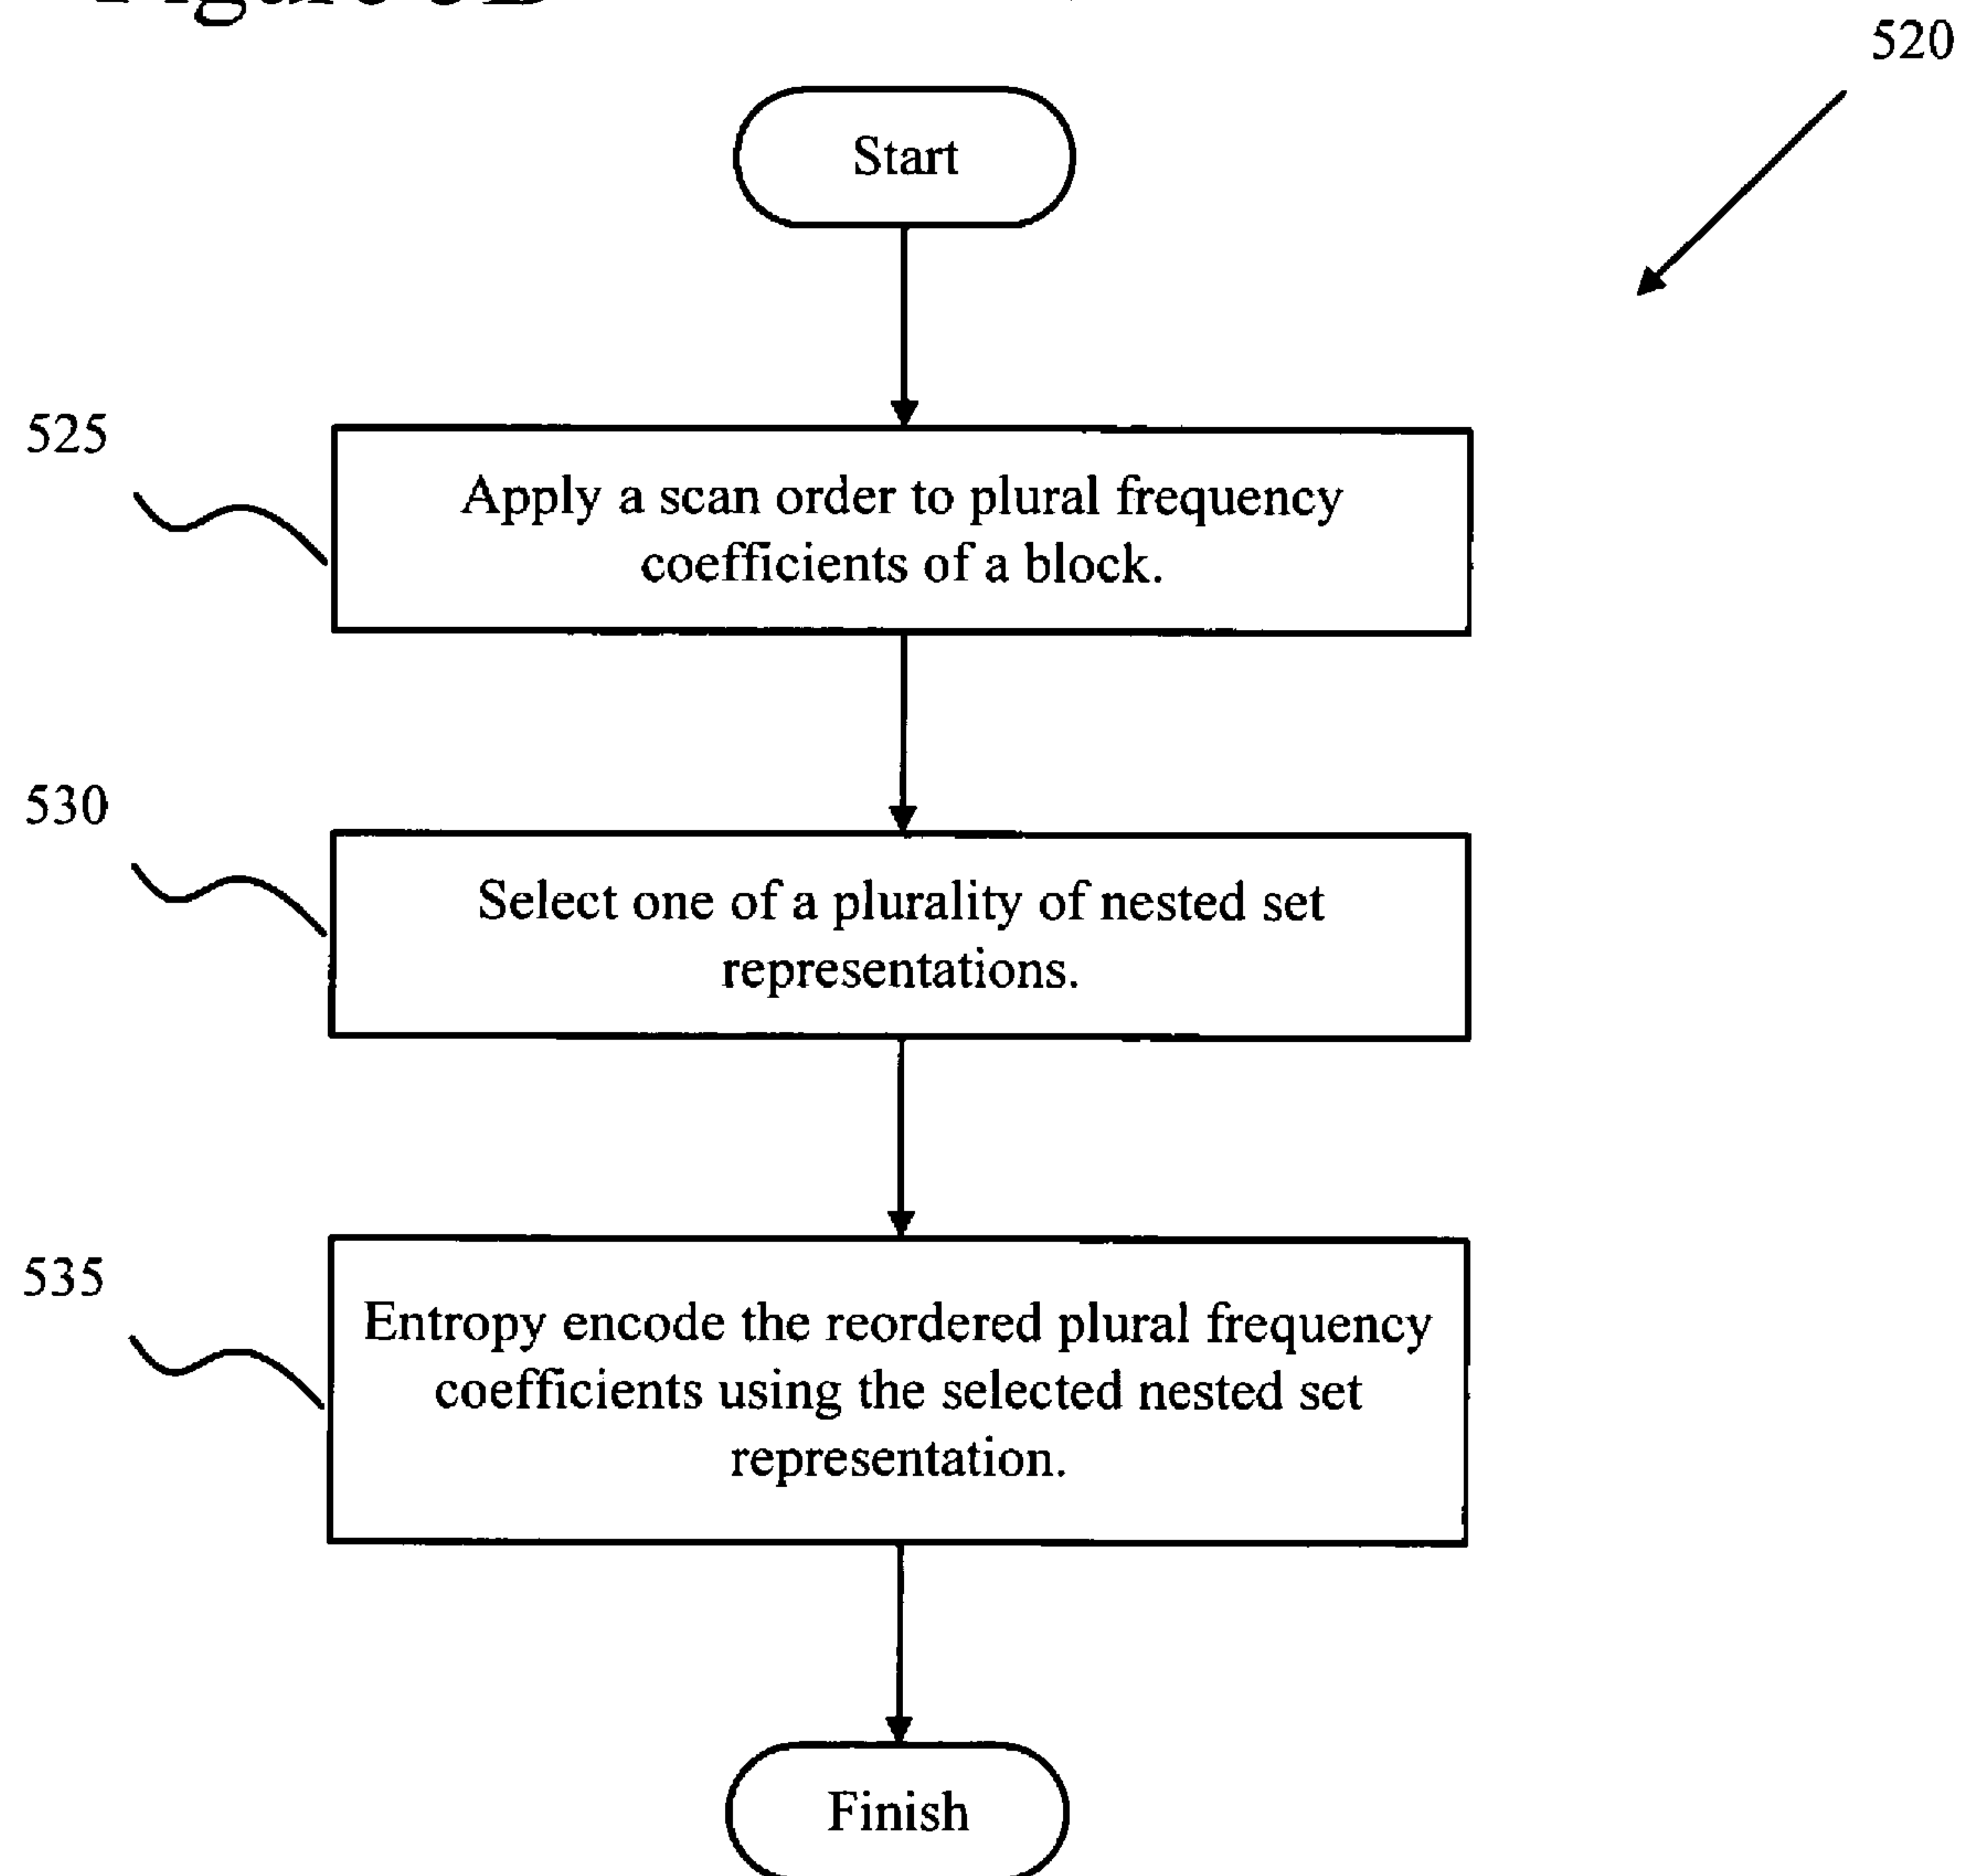 520
Start
525
Apply a scan order to plural frequency
coefficients of a block.
530
Select one of a plurality of nested set
representations.
535
Entropy encode the reordered plural frequency
coefficients using the selected nested set
representation.
Finish